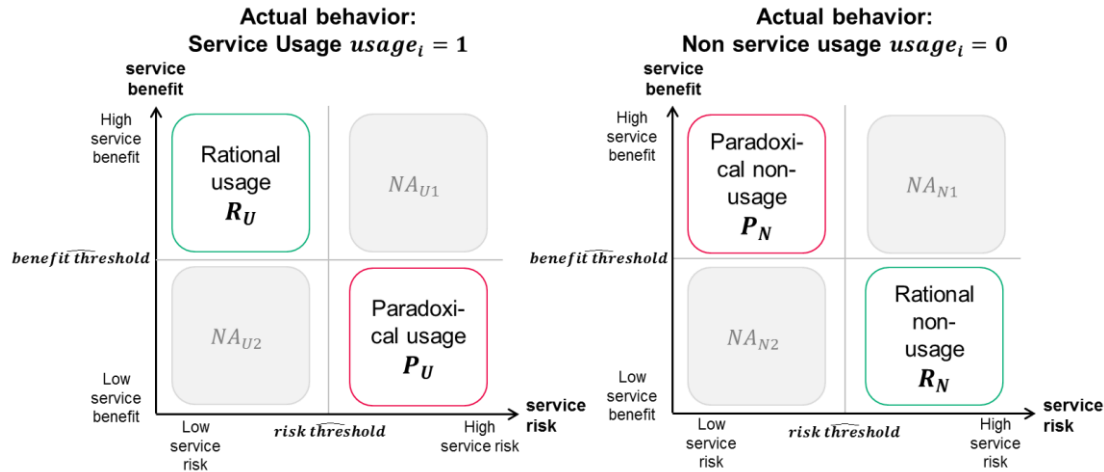 Actual behavior:
Service Usage usage_i = 1
service
benefit
High
service
benefit
Rational
usage
R_U
NA_U1
benefit threshold
NA_U2
Paradoxi-
cal usage
P_U
Low
service
benefit
Low
service
risk
risk threshold
High
service risk
service
risk
Actual behavior:
Non service usage usage_i = 0
service
benefit
High
service
benefit
Paradoxi-
cal non-
usage
P_N
NA_N1
benefit threshold
NA_N2
Rational
non-
usage
R_N
Low
service
benefit
Low
service
risk
risk threshold
High
service risk
service
risk